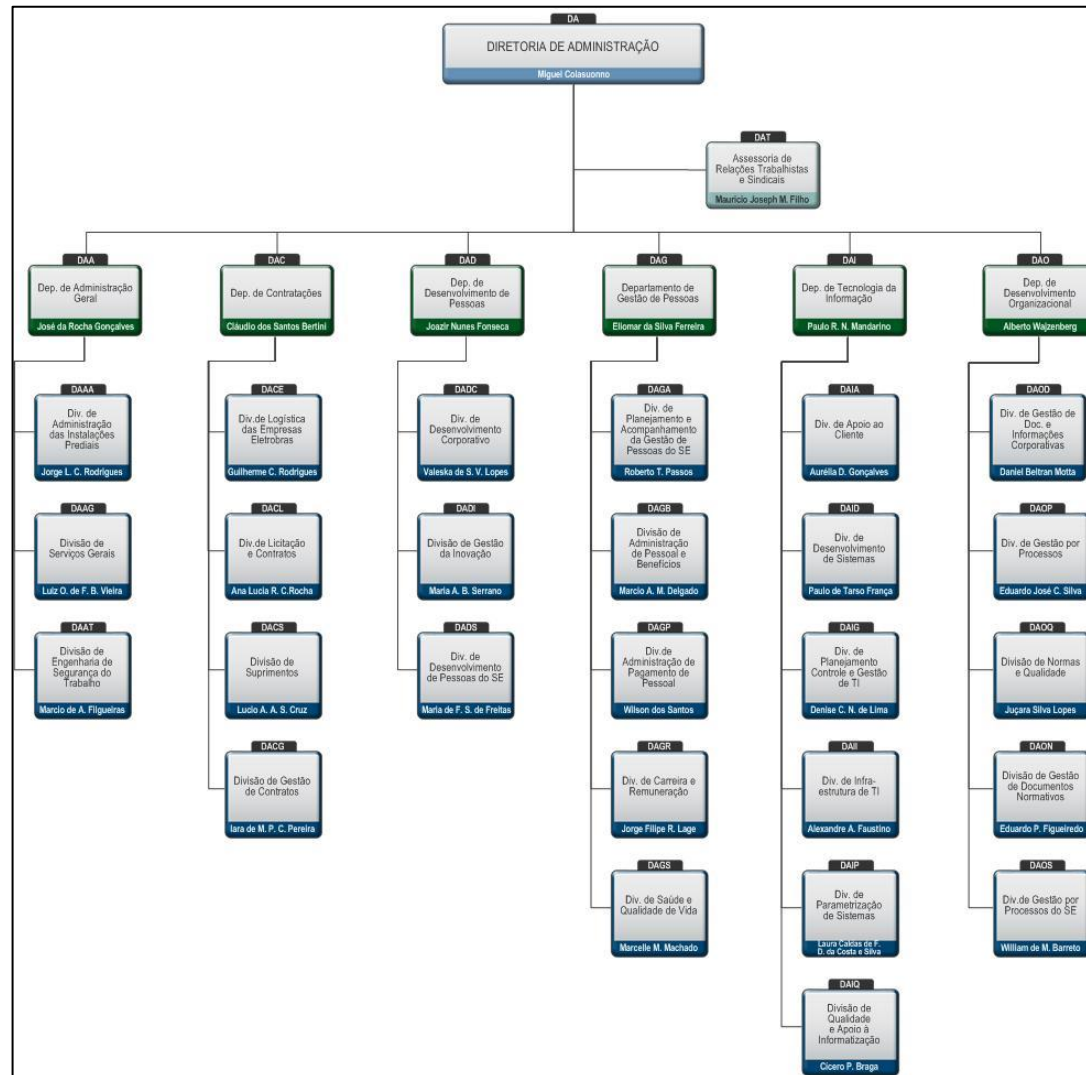 DA
DIRETORIA DE ADMINISTRAÇÃO
Miguel Colasuonno
DAT
Assessoria de
Relações Trabalhistas
e Sindicais
Mauricio Joseph M. Filho
DAA
Dep. de Administração
Geral
José da Rocha Gonçalves
DAC
Dep. de Contratações
Cláudio dos Santos Bertini
DAD
Dep. de
Desenvolvimento de
Pessoas
Joazir Nunes Fonseca
DAG
Departamento de
Gestão de Pessoas
Eliomar da Silva Ferreira
DAI
Dep. de Tecnologia da
Informação
Paulo R. N. Mandarino
DAO
Dep. de
Desenvolvimento
Organizacional
Alberto Wajzenberg
DAAA
Div. de
Administração
das Instalações
Prediais
Jorge L. C. Rodrigues
DACE
Div.de Logística
das Empresas
Eletrobras
Guilherme C. Rodrigues
DADC
Div. de
Desenvolvimento
Corporativo
Valeska de S. V. Lopes
DAGA
Div. de
Planejamento e
Acompanhamento
da Gestão de
Pessoas do SE
Roberto T. Passos
DAIA
Div. de Apoio ao
Cliente
Aurélia D. Gonçalves
DAOD
Div. de Gestão de
Doc. e
Informações
Corporativas
Daniel Beltran Motta
DAAG
Divisão de
Serviços Gerais
Luiz O. de F. B. Vieira
DACL
Div.de Licitação
e Contratos
Ana Lucia R. C.Rocha
DADI
Divisão de Gestão
da Inovação
Maria A. B. Serrano
DAGB
Divisão de
Administração
de Pessoal e
Benefícios
Marcio A. M. Delgado
DAID
Div. de
Desenvolvimento
de Sistemas
Paulo de Tarso França
DAOP
Div. de Gestão por
Processos
Eduardo José C. Silva
DAAT
Divisão de
Engenharia de
Segurança do
Trabalho
Marcio de A. Filgueiras
DACS
Divisão de
Suprimentos
Lucio A. A. S. Cruz
DADS
Div. de
Desenvolvimento
de Pessoas do SE
Maria de F. S. de Freitas
DAGP
Div. de
Administração de
Pagamento de
Pessoal
Wilson dos Santos
DAIG
Div. de
Planejamento
Controle e Gestão
de TI
Denise C. N. de Lima
DAOQ
Divisão de Normas
e Qualidade
Juçara Silva Lopes
DACG
Divisão de Gestão
de Contratos
Iara de M. P. C. Pereira
DAGR
Div. de Carreira e
Remuneração
Jorge Filipe R. Lage
DAII
Div. de Infra-
estrutura de TI
Alexandre A. Faustino
DAON
Divisão de Gestão
de Documentos
Normativos
Eduardo P. Figueiredo
DAGS
Div. de Saúde e
Qualidade de Vida
Marcelle M. Machado
DAIP
Div. de
Parametrização
de Sistemas
Laura Caldas de F.
D. da Costa e Silva
DAOS
Div.de Gestão por
Processos do SE
William de M. Barreto
DAIQ
Divisão de
Qualidade
e Apoio à
Informatização
Cícero P. Braga